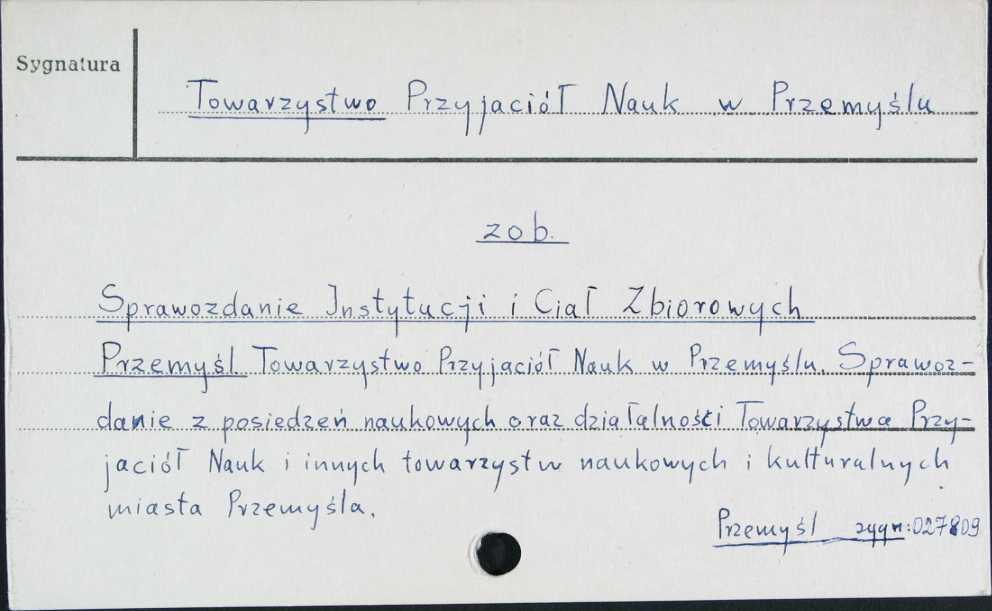 Sygnatura
Towarzystwo Przyjaciół Nauk w Przemyślu
zob.
Sprawozdanie Instytucji i Ciał Zbiorowych
Przemyśl Towarzystwo Przyjaciół Nauk w Przemyślu. Sprawoz-
danie z posiedzeń naukowych oraz działalności Towarzystwa Przy-
jaciół Nauk i innych towarzystw naukowych i kulturalnych
miasta Przemyśla.
Przemyśl sygn:027809